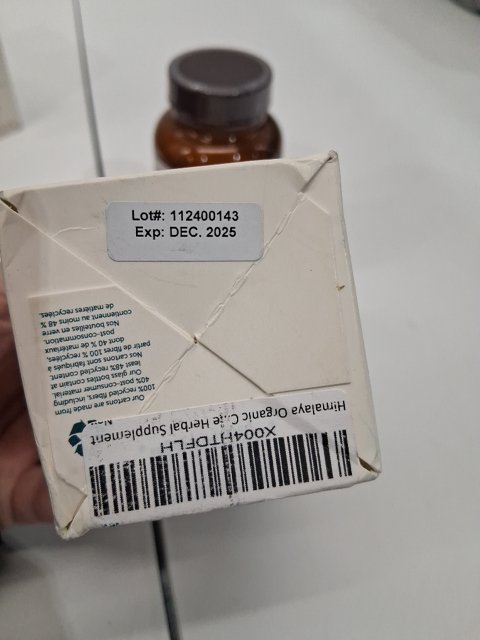 Lot#: 112400143
Exp: DEC. 2025
Our cartons are made from
100% recycled fibers, including
40% post-consumer material.
Our glass bottles contain at
least 48% recycled content.
Nos cartons sont fabriqués à
partir de fibres 100 % recyclées,
dont 40 % de matériaux
post-consommation.
Nos bouteilles en verre
contiennent au moins 48 %
de matières recyclées.
X004HTDFLH
Himalaya Organic Herbal Supplement